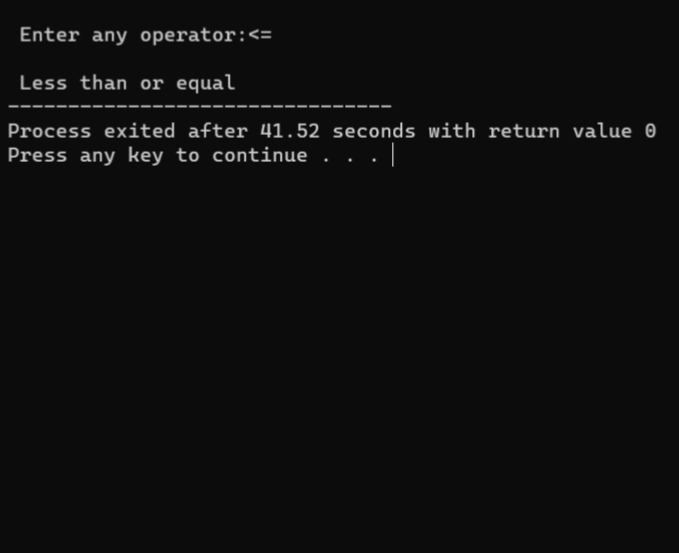 Enter any operator:<=
Less than or equal
--------------------------------
Process exited after 41.52 seconds with return value 0
Press any key to continue . . .